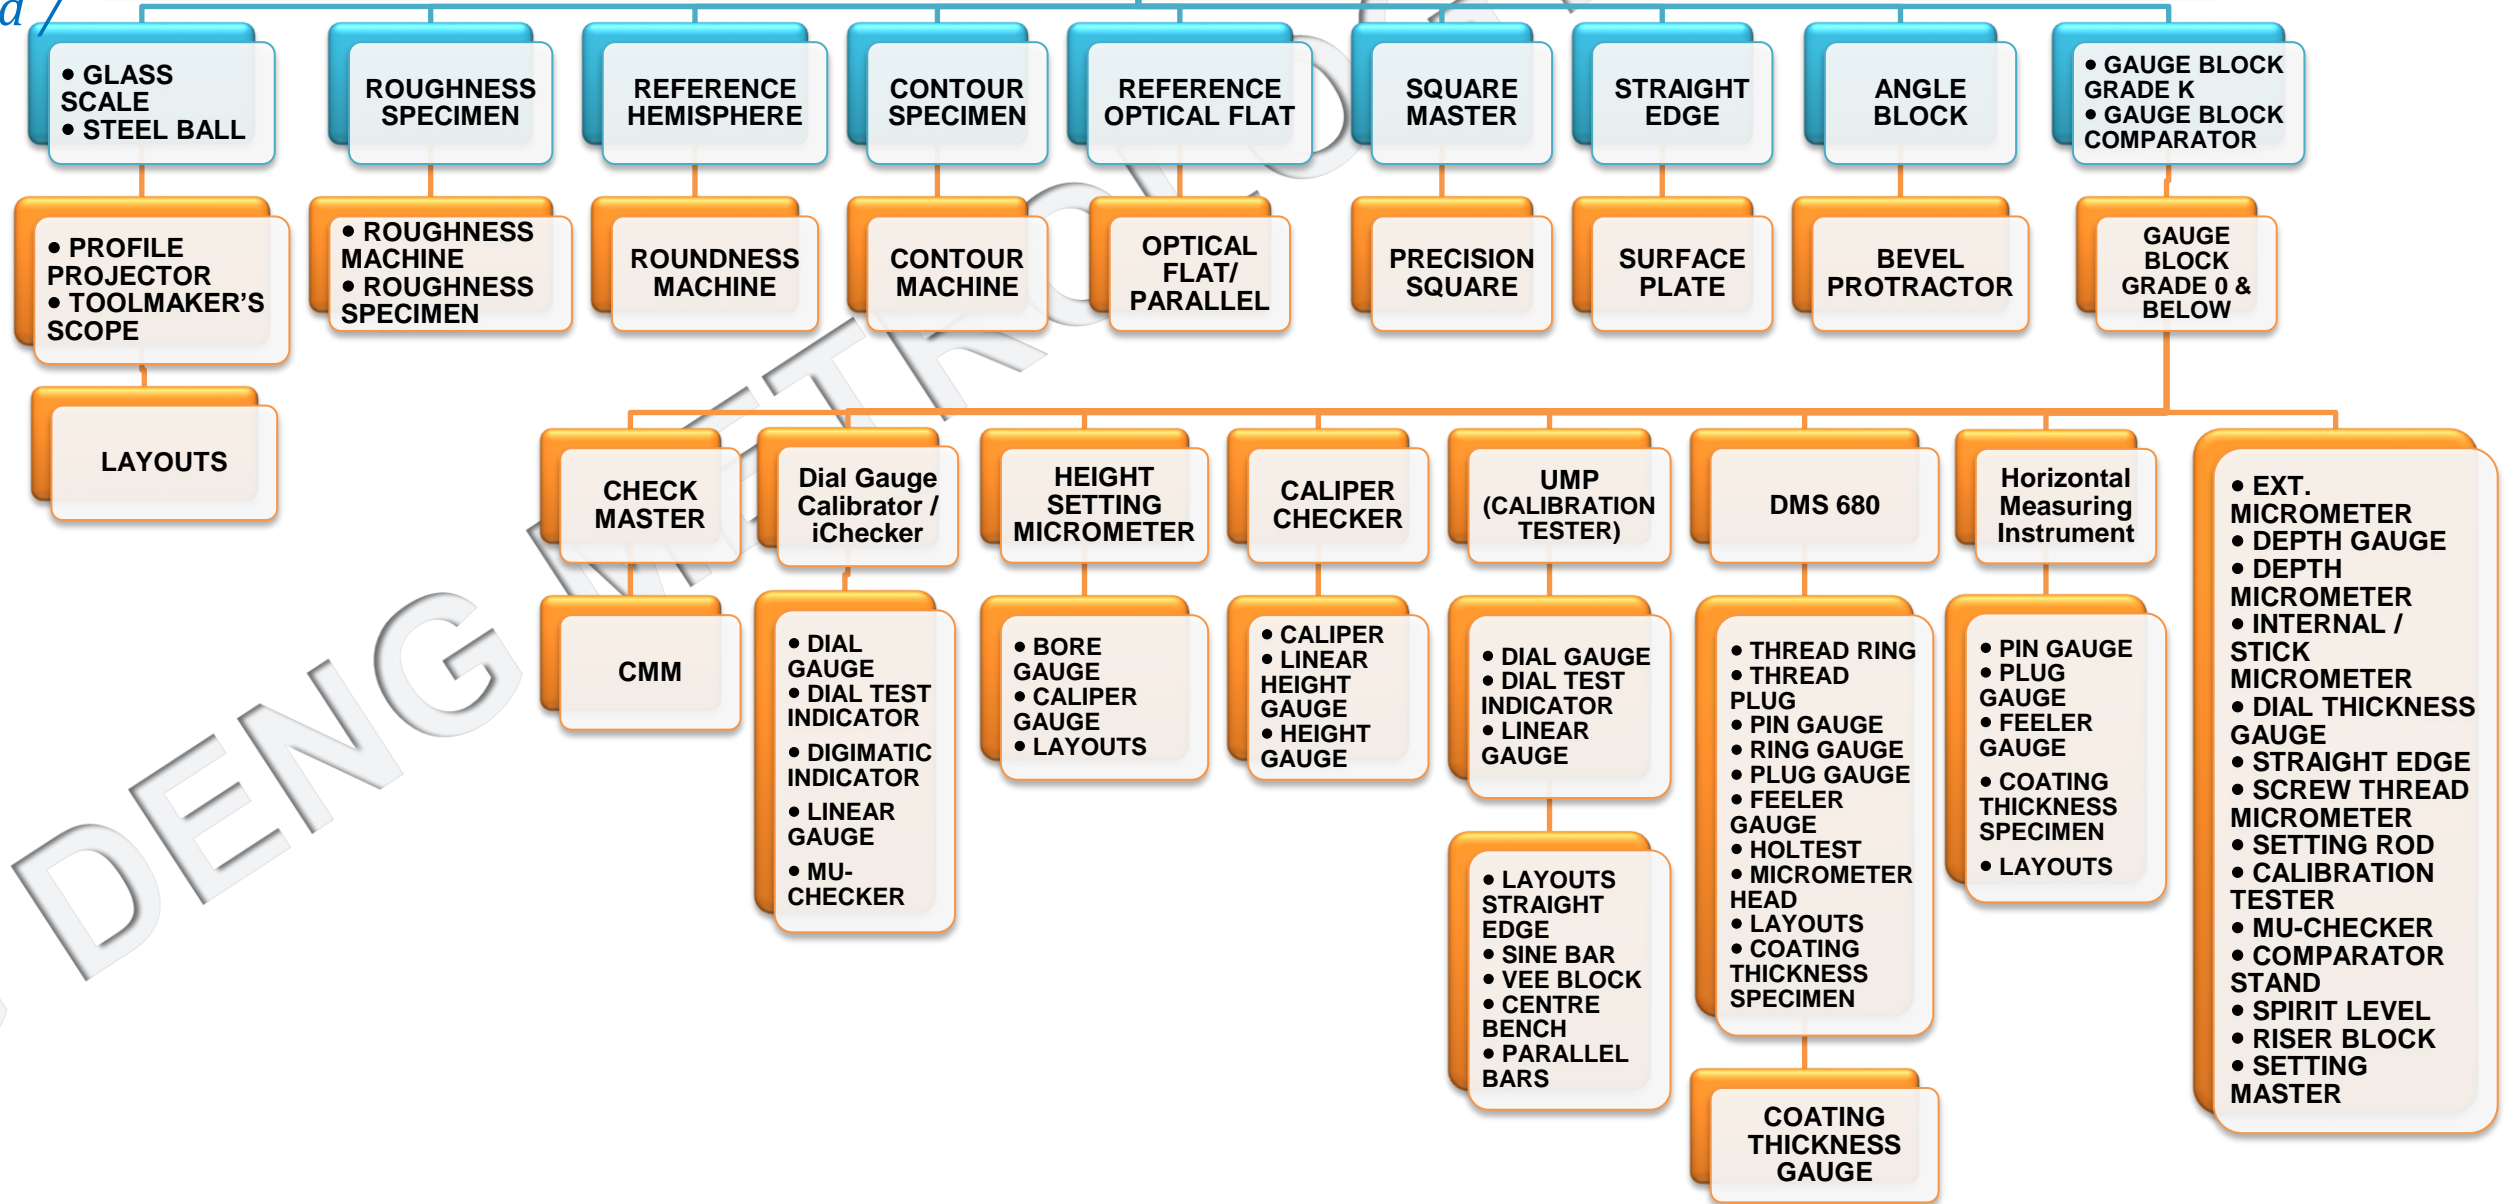 a /
• GLASS
SCALE
• STEEL BALL
ROUGHNESS
SPECIMEN
REFERENCE
HEMISPHERE
CONTOUR
SPECIMEN
REFERENCE
OPTICAL FLAT
SQUARE
MASTER
STRAIGHT
EDGE
ANGLE
BLOCK
• GAUGE BLOCK
GRADE K
• GAUGE BLOCK
COMPARATOR
• PROFILE
PROJECTOR
• TOOLMAKER’S
SCOPE
• ROUGHNESS
MACHINE
• ROUGHNESS
SPECIMEN
ROUNDNESS
MACHINE
CONTOUR
MACHINE
OPTICAL
FLAT/
PARALLEL
PRECISION
SQUARE
SURFACE
PLATE
BEVEL
PROTRACTOR
GAUGE
BLOCK
GRADE 0 &
BELOW
LAYOUTS
CHECK
MASTER
Dial Gauge
Calibrator /
iChecker
HEIGHT
SETTING
MICROMETER
CALIPER
CHECKER
UMP
(CALIBRATION
TESTER)
DMS 680
Horizontal
Measuring
Instrument
• EXT.
MICROMETER
• DEPTH GAUGE
• DEPTH
MICROMETER
• INTERNAL /
STICK
MICROMETER
• DIAL THICKNESS
GAUGE
• STRAIGHT EDGE
• SCREW THREAD
MICROMETER
• SETTING ROD
• CALIBRATION
TESTER
• MU-CHECKER
• COMPARATOR
STAND
• SPIRIT LEVEL
• RISER BLOCK
• SETTING
MASTER
CMM
• DIAL
GAUGE
• DIAL TEST
INDICATOR
• DIGIMATIC
INDICATOR
• LINEAR
GAUGE
• MU-
CHECKER
• BORE
GAUGE
• CALIPER
GAUGE
• LAYOUTS
• CALIPER
• LINEAR
HEIGHT
GAUGE
• HEIGHT
GAUGE
• DIAL GAUGE
• DIAL TEST
INDICATOR
• LINEAR
GAUGE
• THREAD RING
• THREAD
PLUG
• PIN GAUGE
• RING GAUGE
• PLUG GAUGE
• FEELER
GAUGE
• HOLTEST
• MICROMETER
HEAD
• LAYOUTS
• COATING
THICKNESS
SPECIMEN
• PIN GAUGE
• PLUG
GAUGE
• FEELER
GAUGE
• COATING
THICKNESS
SPECIMEN
• LAYOUTS
• LAYOUTS
STRAIGHT
EDGE
• SINE BAR
• VEE BLOCK
• CENTRE
BENCH
• PARALLEL
BARS
COATING
THICKNESS
GAUGE
DENG